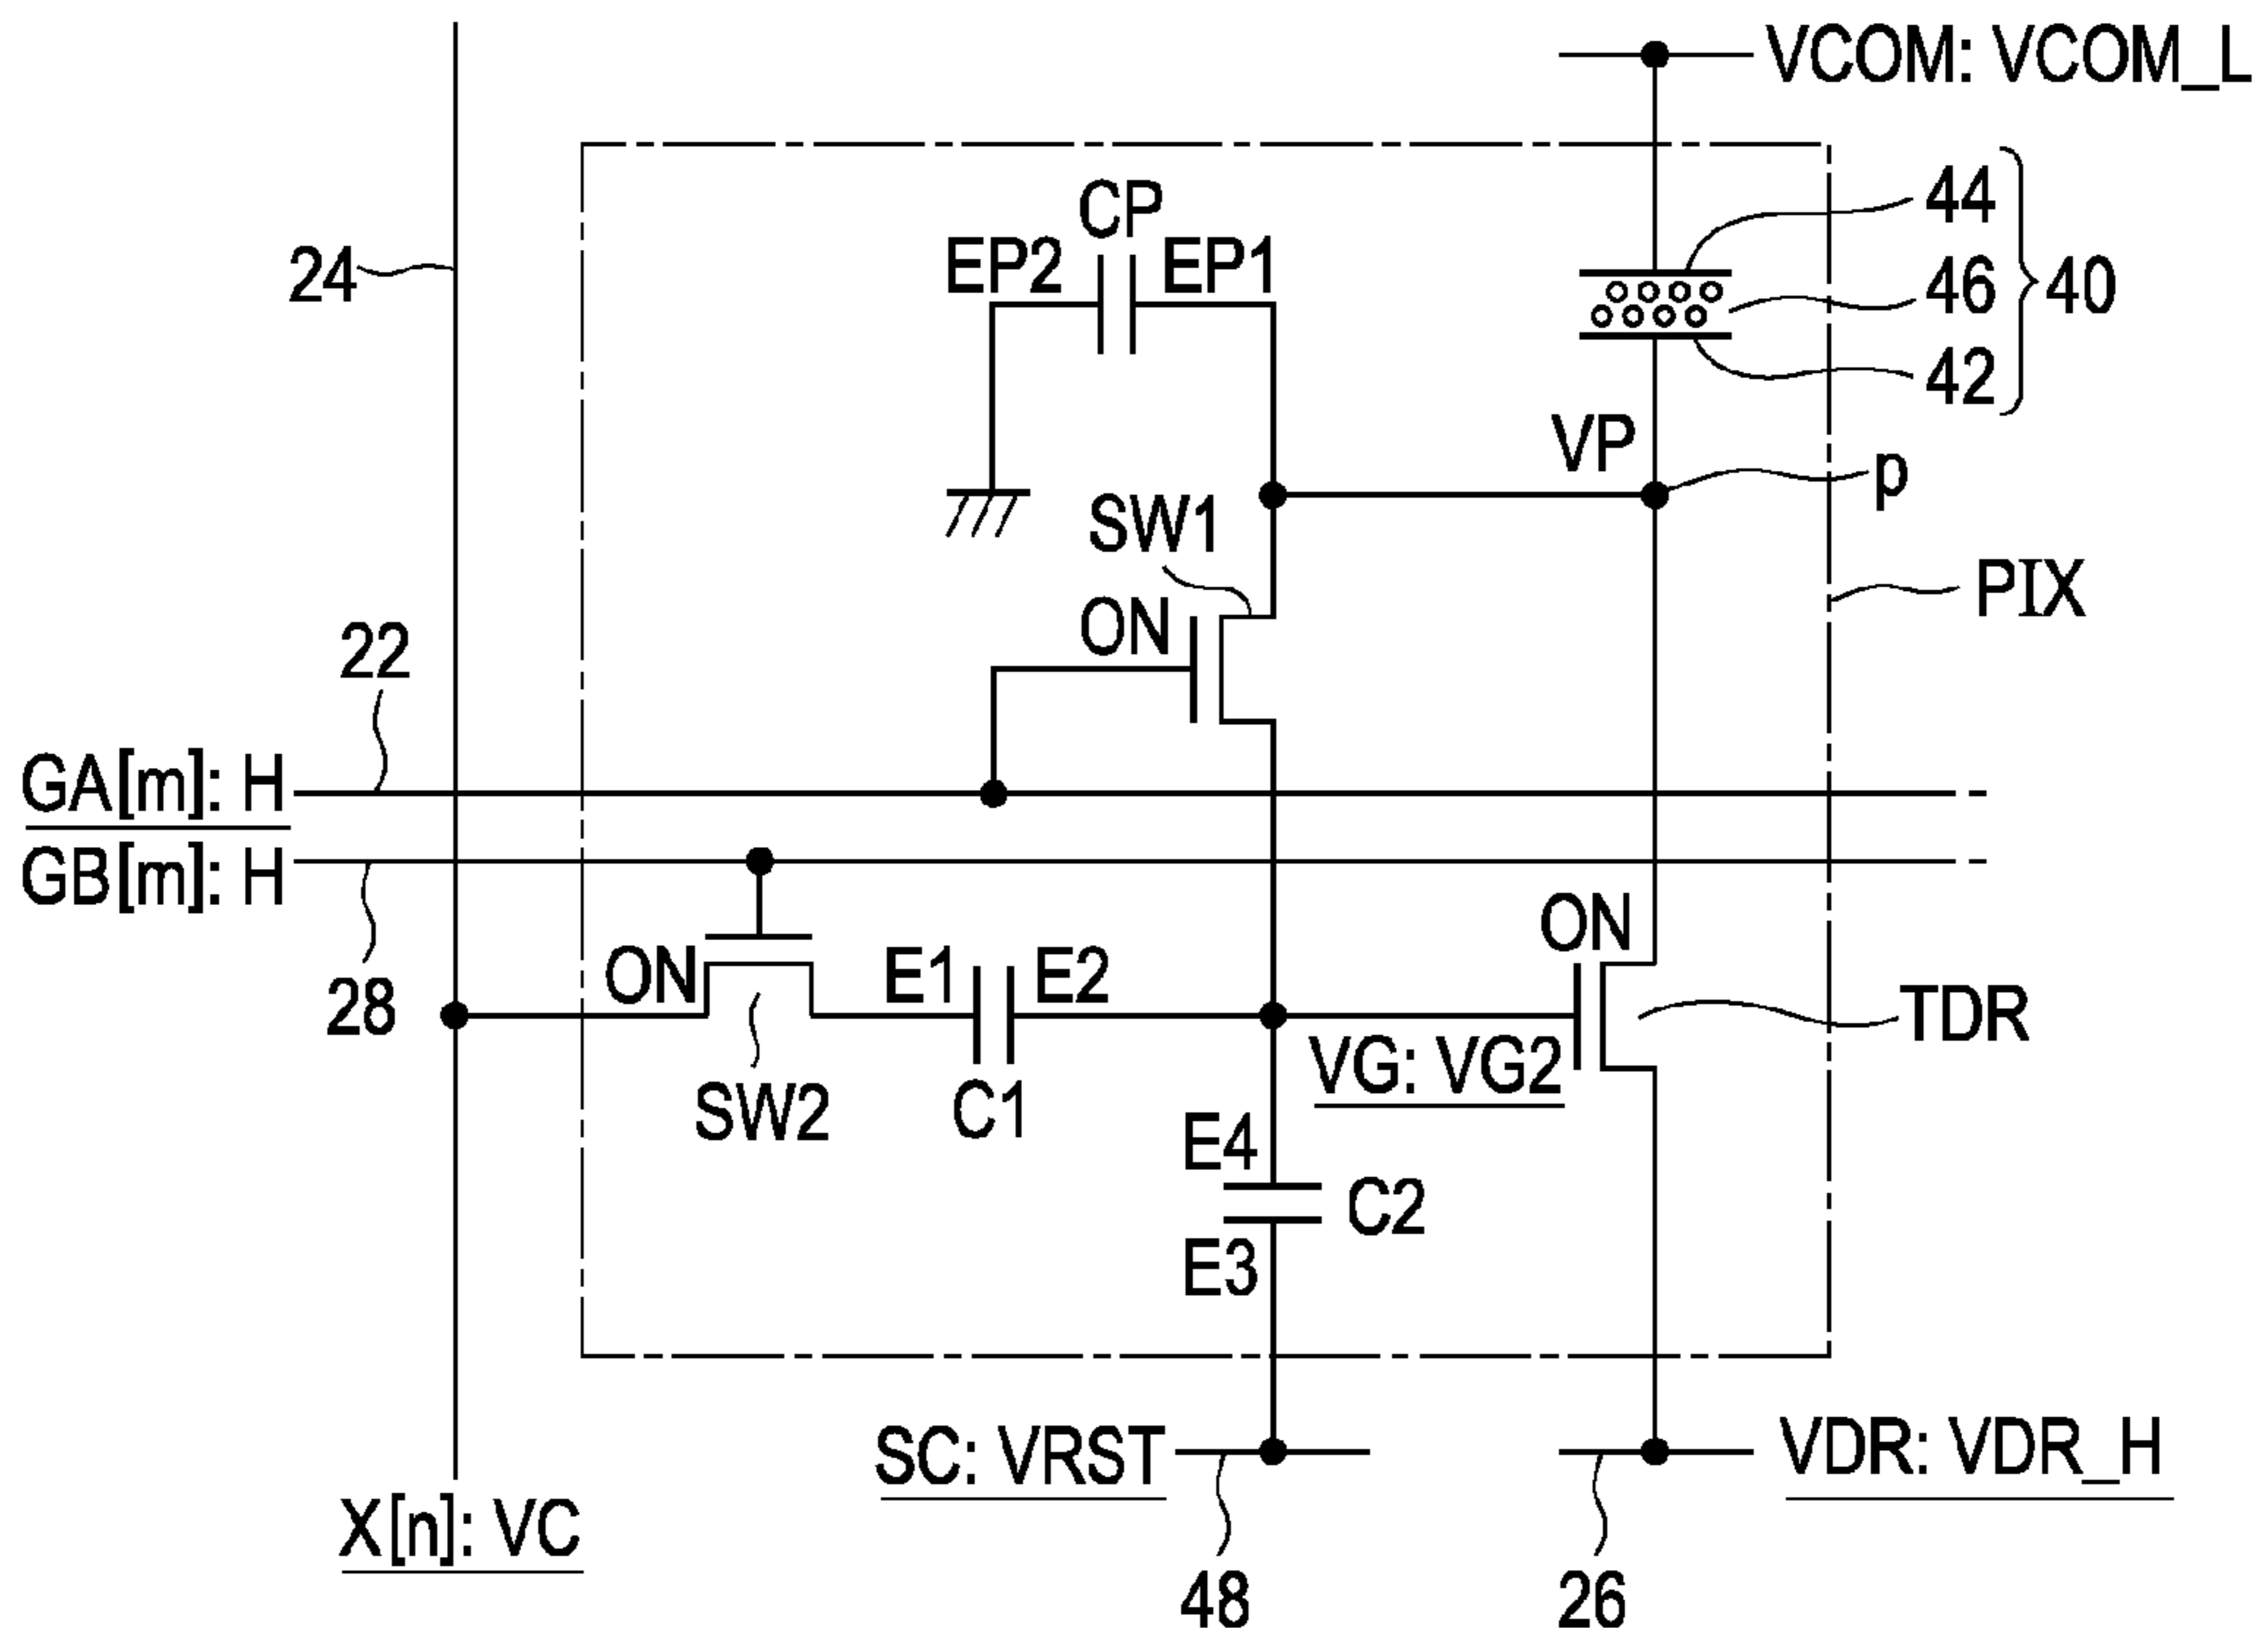 VCOM: VCOM_L
CP
EP2
EP1
44
46
40
42
24
VP
p
SW1
PIX
ON
22
GA[m]: H
GB[m]: H
28
ON
E1
E2
ON
TDR
SW2
C1
VG: VG2
E4
C2
E3
SC: VRST
VDR: VDR_H
X[n]: VC
48
26